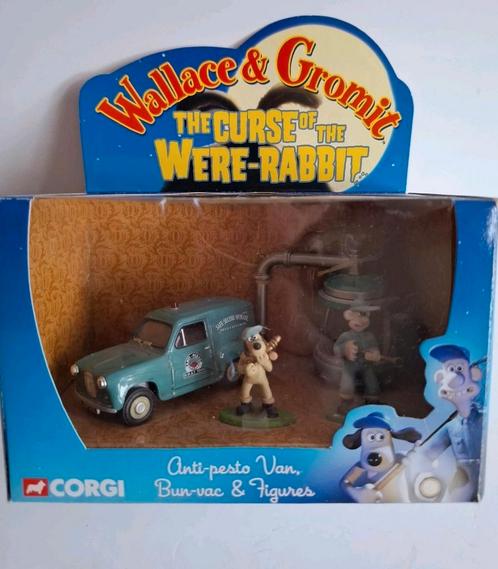 Wallace & Gromit
THE CURSE OF THE
WERE-RABBIT
CORGI
Anti-pesto Van,
Bun-vac & Figures